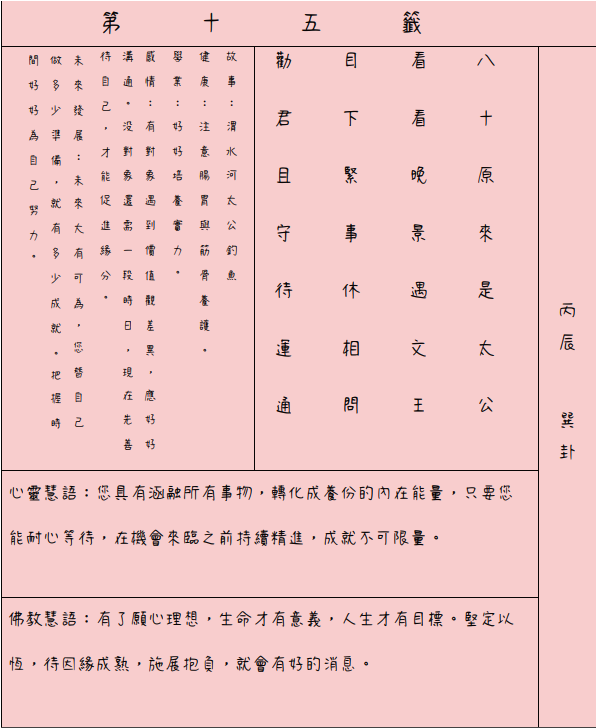 第十五籤
丙辰 巽卦
八十原來是太公
看看晚景遇文王
目下緊事休相問
勸君且守待運通
故事：渭水河太公釣魚
健康：注意腸胃與筋骨養護。
學業：好好培養實力。
感情：有對象遇到價值觀差異，應好好
溝通。没對象還需一段時日，現在先善
待自己，才能促進緣分。
未來發展：未來大有可為，您替自己
做多少準備，就有多少成就。把握時
間好好為自己努力。
心靈慧語：您具有涵融所有事物，轉化成養份的內在能量，只要您
能耐心等待，在機會來臨之前持續精進，成就不可限量。
佛教慧語：有了願心理想，生命才有意義，人生才有目標。堅定以
恆，待因緣成熟，施展抱負，就會有好的消息。